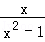 x
x² − 1